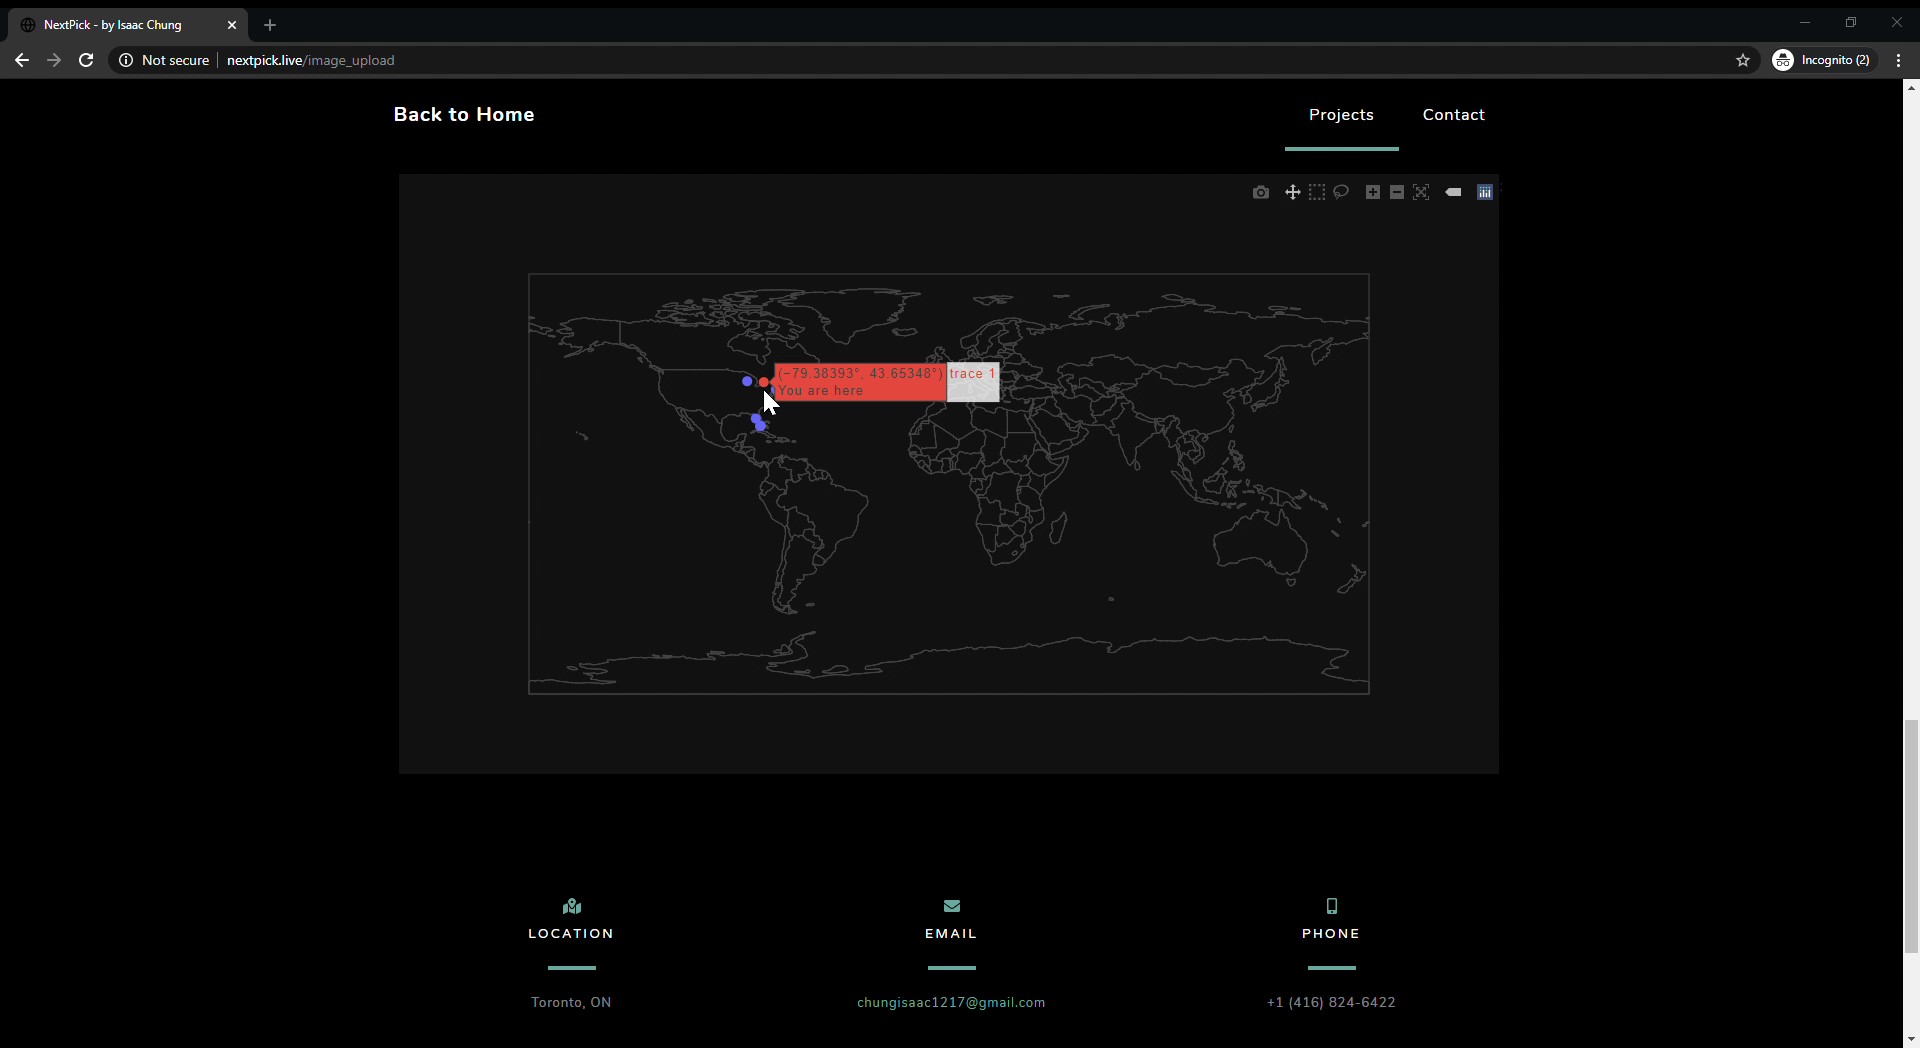 NextPick - by Isaac Chung
Not secure
nextpick.live/image_upload
Incognito (2)
Back to Home
Projects
Contact
(−79.38393°, 43.65348°)
You are here
trace 1
LOCATION
EMAIL
PHONE
Toronto, ON
chungisaac1217@gmail.com
+1 (416) 824-6422